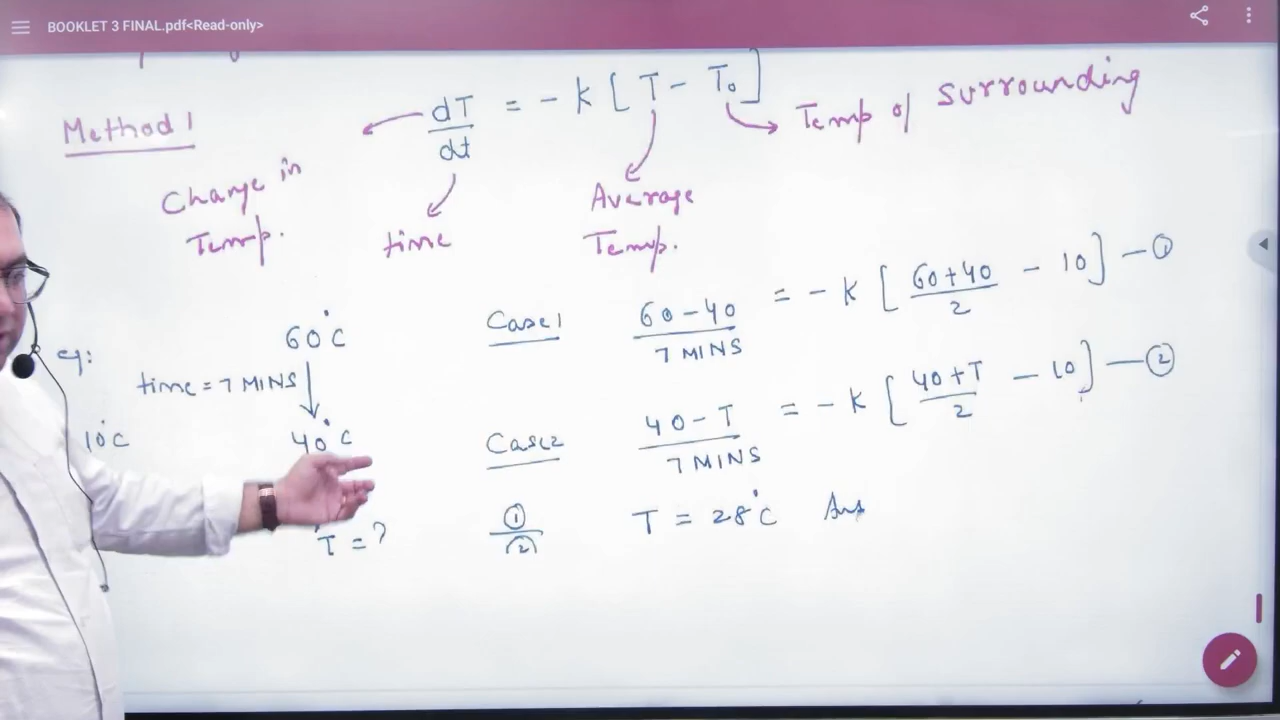 BOOKLET 3 FINAL.pdf<Read-only>
Method 1
dT/dt = - k [ T - T₀ ]
Temp of surrounding
Change in Temp.
time
Average Temp.
eg:
60°C
time = 7 MINS
10°C
40°C
T = ?
Case 1
60 - 40 / 7 MINS = - K [ 60+40 / 2 - 10 ] — ①
Case 2
40 - T / 7 MINS = - K [ 40+T / 2 - 10 ] — ②
① / ②
T = 28°C Ans